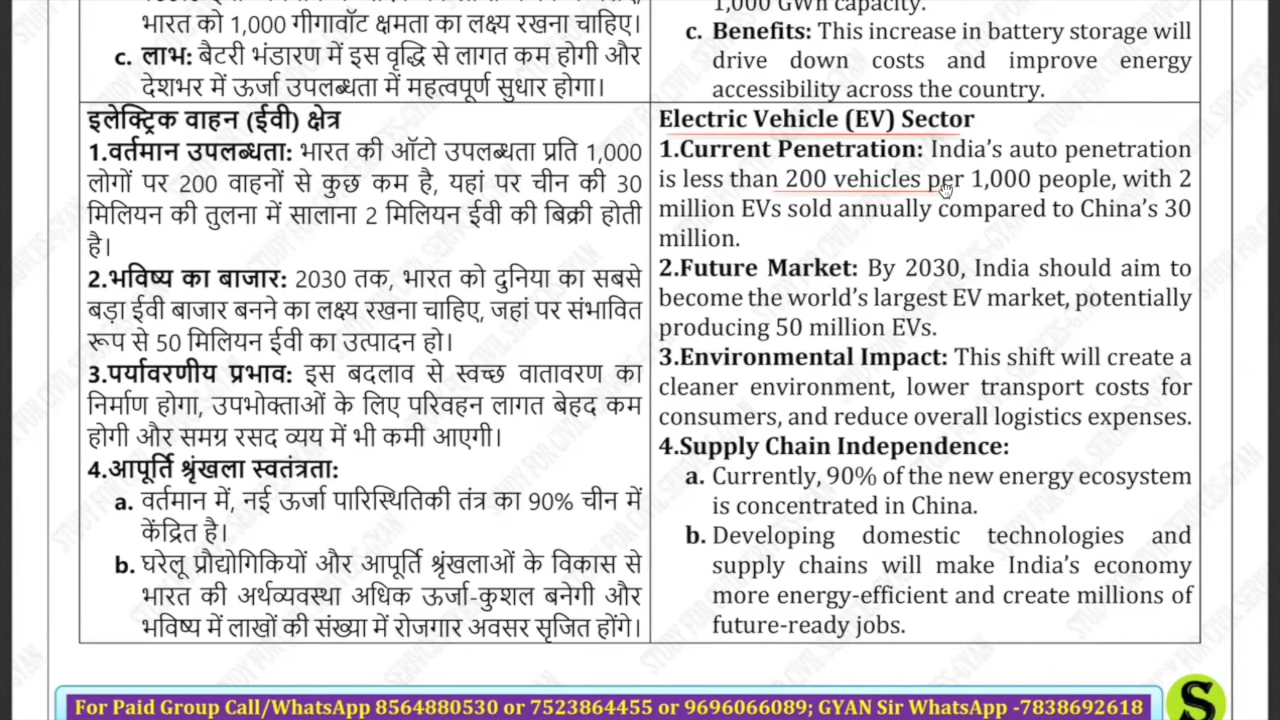 भारत को 1,000 गीगावॉट क्षमता का लक्ष्य रखना चाहिए।
c. लाभ: बैटरी भंडारण में इस वृद्धि से लागत कम होगी और
देशभर में ऊर्जा उपलब्धता में महत्वपूर्ण सुधार होगा।
इलेक्ट्रिक वाहन (ईवी) क्षेत्र
1.वर्तमान उपलब्धता: भारत की ऑटो उपलब्धता प्रति 1,000
लोगों पर 200 वाहनों से कुछ कम है, यहां पर चीन की 30
मिलियन की तुलना में सालाना 2 मिलियन ईवी की बिक्री होती
है।
2.भविष्य का बाजार: 2030 तक, भारत को दुनिया का सबसे
बड़ा ईवी बाजार बनने का लक्ष्य रखना चाहिए, जहां पर संभावित
रूप से 50 मिलियन ईवी का उत्पादन हो।
3.पर्यावरणीय प्रभाव: इस बदलाव से स्वच्छ वातावरण का
निर्माण होगा, उपभोक्ताओं के लिए परिवहन लागत बेहद कम
होगी और समग्र रसद व्यय में भी कमी आएगी।
4.आपूर्ति श्रृंखला स्वतंत्रता:
a. वर्तमान में, नई ऊर्जा पारिस्थितिकी तंत्र का 90% चीन में
केंद्रित है।
b. घरेलू प्रौद्योगिकियों और आपूर्ति श्रृंखलाओं के विकास से
भारत की अर्थव्यवस्था अधिक ऊर्जा-कुशल बनेगी और
भविष्य में लाखों की संख्या में रोजगार अवसर सृजित होंगे।
1,000 GWh capacity.
c. Benefits: This increase in battery storage will
drive down costs and improve energy
accessibility across the country.
Electric Vehicle (EV) Sector
1.Current Penetration: India's auto penetration
is less than 200 vehicles per 1,000 people, with 2
million EVs sold annually compared to China's 30
million.
2.Future Market: By 2030, India should aim to
become the world's largest EV market, potentially
producing 50 million EVs.
3.Environmental Impact: This shift will create a
cleaner environment, lower transport costs for
consumers, and reduce overall logistics expenses.
4.Supply Chain Independence:
a. Currently, 90% of the new energy ecosystem
is concentrated in China.
b. Developing domestic technologies and
supply chains will make India's economy
more energy-efficient and create millions of
future-ready jobs.
For Paid Group Call/WhatsApp 8564880530 or 7523864455 or 9696066089; GYAN Sir WhatsApp -7838692618
S